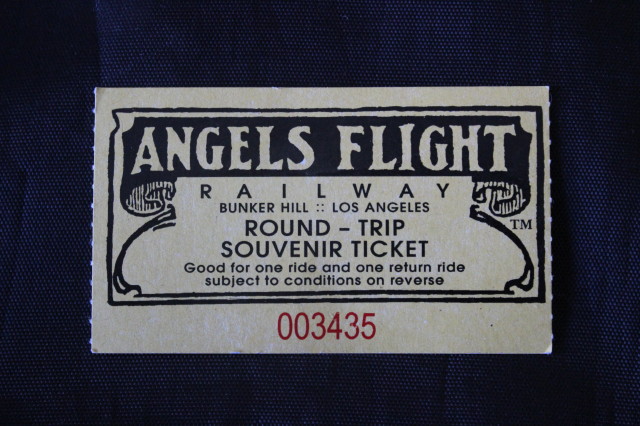 ANGELS FLIGHT
RAILWAY
BUNKER HILL :: LOS ANGELES
ROUND – TRIP
TM
SOUVENIR TICKET
Good for one ride and one return ride
subject to conditions on reverse
003435